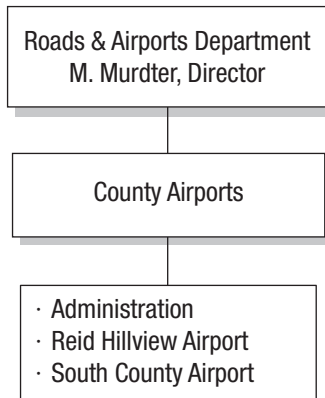 Roads & Airports Department
M. Murdter, Director
County Airports
· Administration
· Reid Hillview Airport
· South County Airport